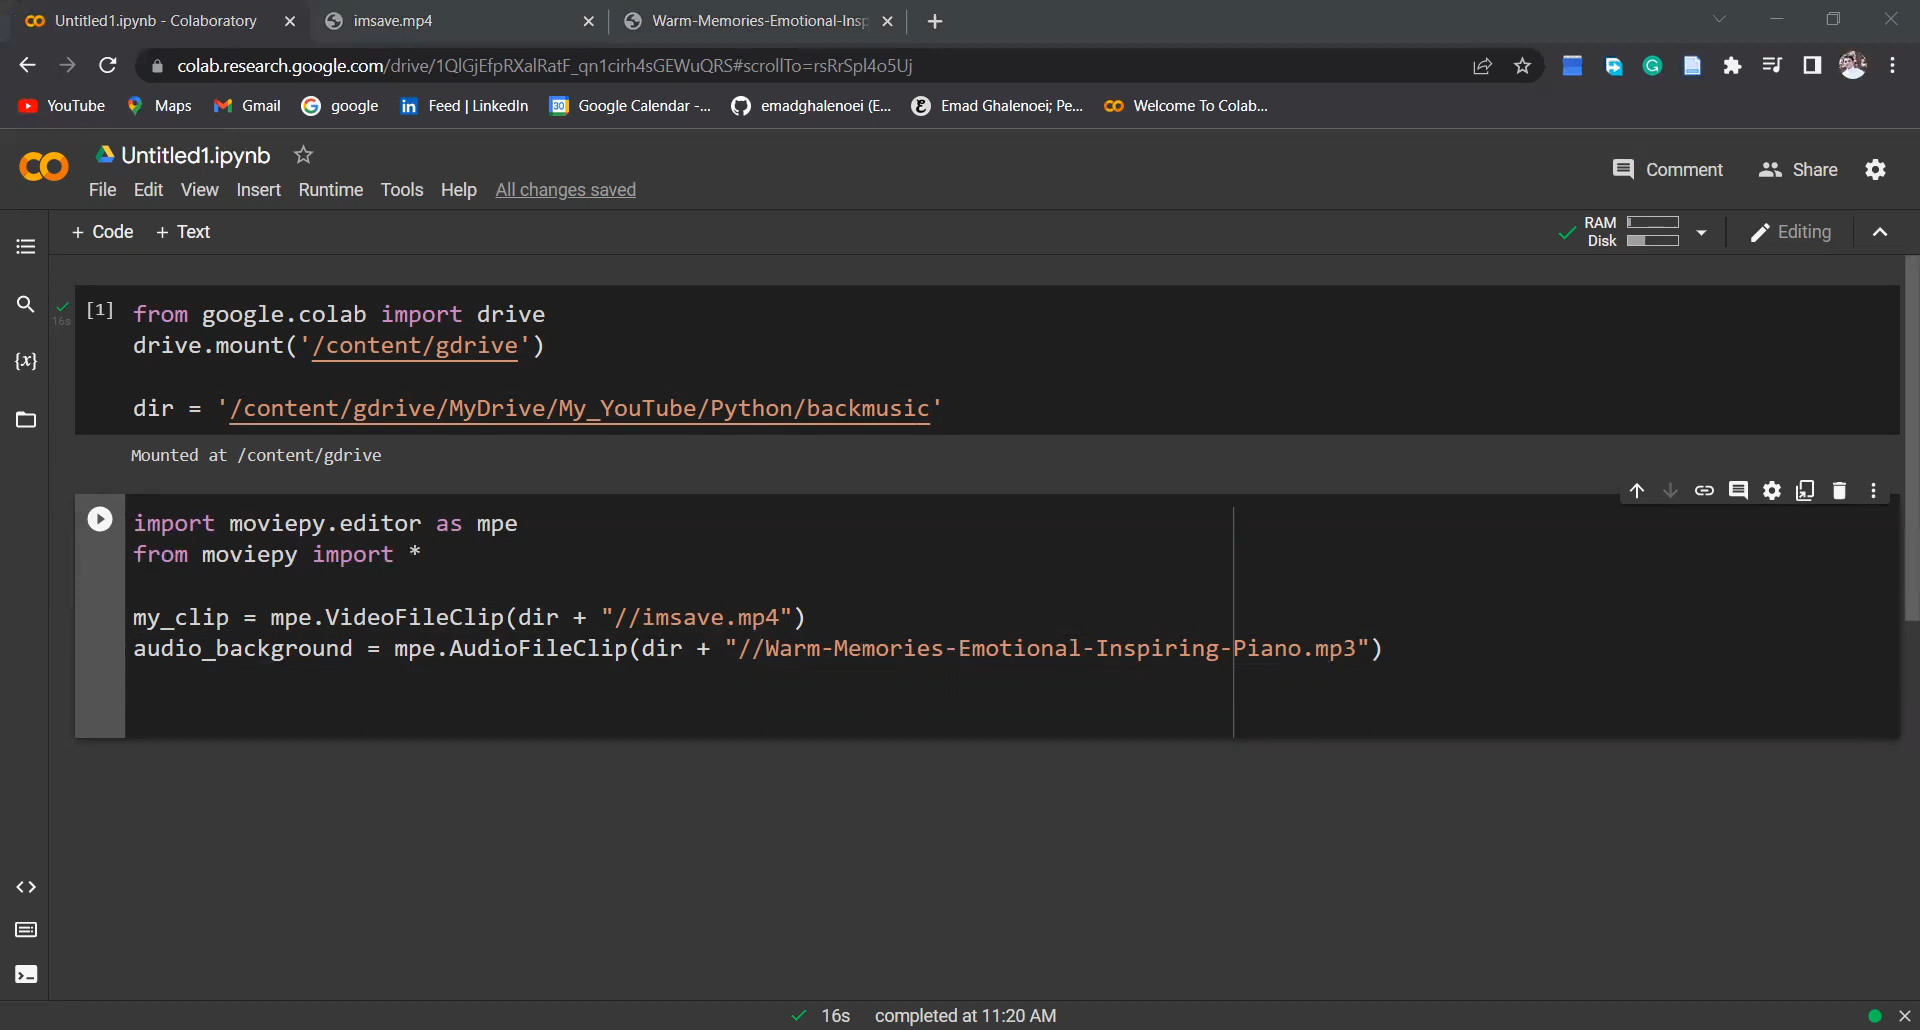 Untitled1.ipynb - Colaboratory
imsave.mp4
Warm-Memories-Emotional-Insp
colab.research.google.com/drive/1QlGjEfpRXalRatF_qn1cirh4sGEWuQRS#scrollTo=rsRrSpl4o5Uj
YouTube Maps Gmail google Feed | LinkedIn Google Calendar -... emadghalenoei (E... Emad Ghalenoei; Pe... Welcome To Colab...
Untitled1.ipynb
Comment Share
File Edit View Insert Runtime Tools Help All changes saved
+ Code + Text
RAM
Disk
Editing
[1] from google.colab import drive
16s
drive.mount('/content/gdrive')
dir = '/content/gdrive/MyDrive/My_YouTube/Python/backmusic'
Mounted at /content/gdrive
import moviepy.editor as mpe
from moviepy import *
my_clip = mpe.VideoFileClip(dir + "//imsave.mp4")
audio_background = mpe.AudioFileClip(dir + "//Warm-Memories-Emotional-Inspiring-Piano.mp3")
16s completed at 11:20 AM